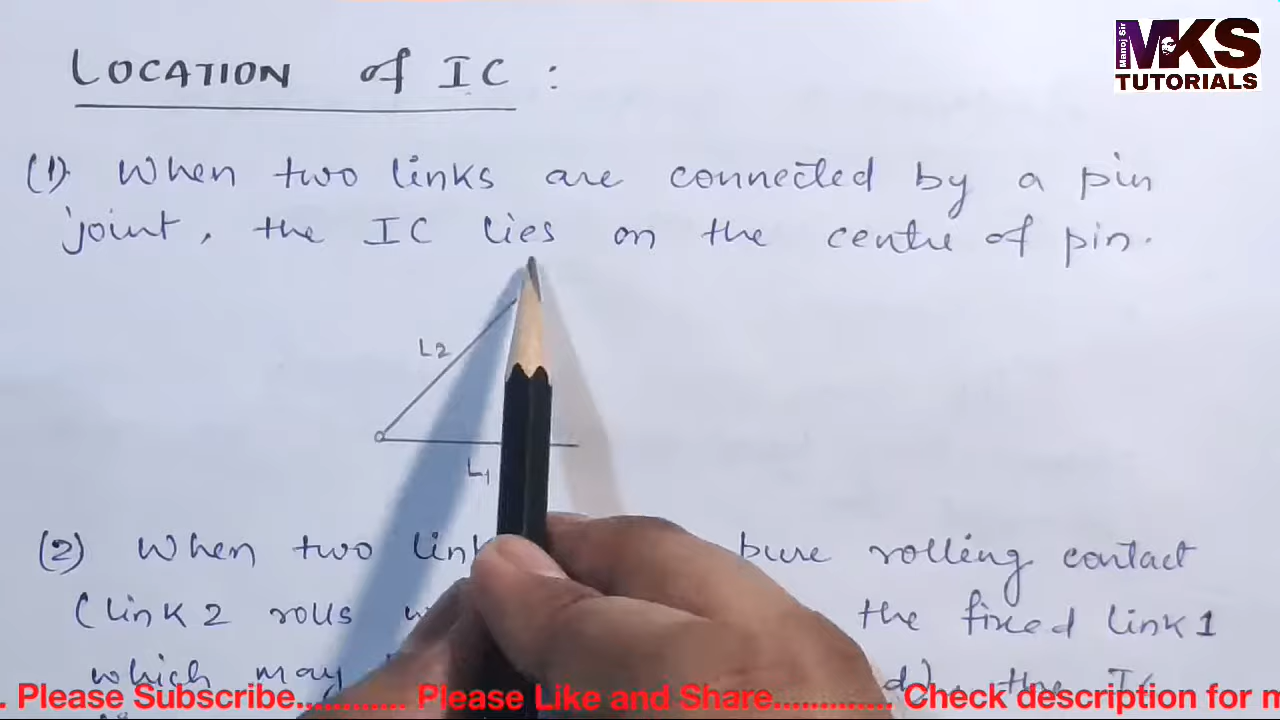 LOCATION of IC :
Manoj Sir
MKS
TUTORIALS
(1). When two links are connected by a pin
joint, the IC lies on the centre of pin.
L2
L1
(2) When two pure rolling contact
(link 2 rolls the fixed link 1
which may the IC
. Please Subscribe............ Please Like and Share............. Check description for